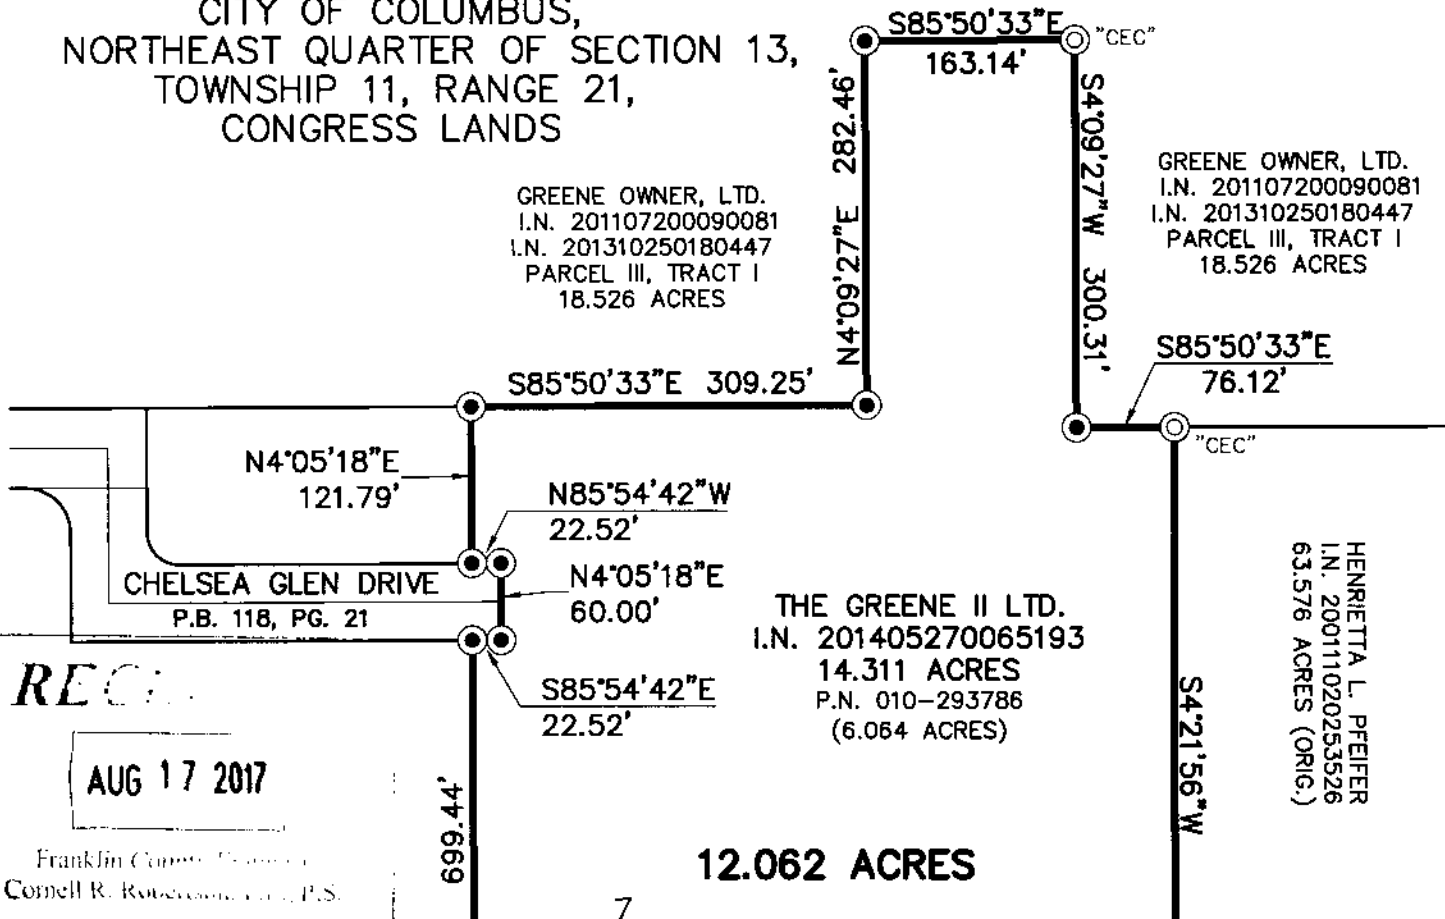 CITY OF COLUMBUS,
NORTHEAST QUARTER OF SECTION 13,
TOWNSHIP 11, RANGE 21,
CONGRESS LANDS
S85°50'33"E
163.14'
"CEC"
N4°09'27"E 282.46'
S4°09'27"W 300.31'
GREENE OWNER, LTD.
I.N. 201107200090081
I.N. 201310250180447
PARCEL III, TRACT I
18.526 ACRES
GREENE OWNER, LTD.
I.N. 201107200090081
I.N. 201310250180447
PARCEL III, TRACT I
18.526 ACRES
S85°50'33"E 309.25'
S85°50'33"E
76.12'
"CEC"
N4°05'18"E
121.79'
N85°54'42"W
22.52'
N4°05'18"E
60.00'
CHELSEA GLEN DRIVE
P.B. 118, PG. 21
S85°54'42"E
22.52'
THE GREENE II LTD.
I.N. 201405270065193
14.311 ACRES
P.N. 010-293786
(6.064 ACRES)
HENRIETTA L. PFEIFER
I.N. 200111020253526
63.576 ACRES (ORIG.)
S4°21'56"W
AUG 17 2017
Franklin
Cornell R.
P.S.
699.44'
12.062 ACRES
7